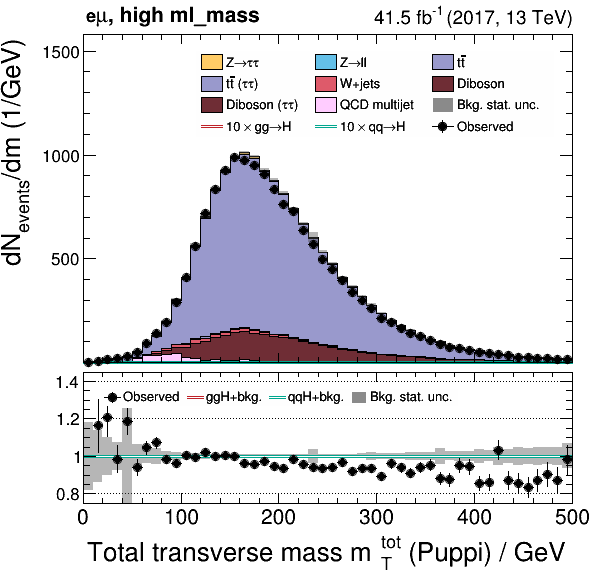 eμ, high ml_mass 41.5 fb⁻¹ (2017, 13 TeV)
dN_events/dm (1/GeV)
1500
1000
500
Z→ττ Z→ll tt̄
tt̄ (ττ) W+jets Diboson
Diboson (ττ) QCD multijet Bkg. stat. unc.
10 × gg→H 10 × qq→H Observed
1.4
1.2
1
0.8
Observed ggH+bkg. qqH+bkg. Bkg. stat. unc.
0 100 200 300 400 500
Total transverse mass m_T^tot (Puppi) / GeV